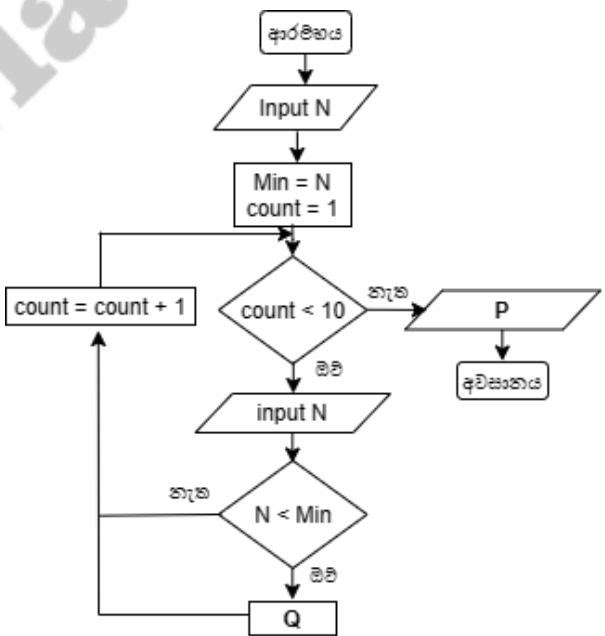 ආරම්භය
Input N
Min = N
count = 1
count = count + 1
count < 10
නැත
P
ඔව්
අවසානය
input N
නැත
N < Min
ඔව්
Q